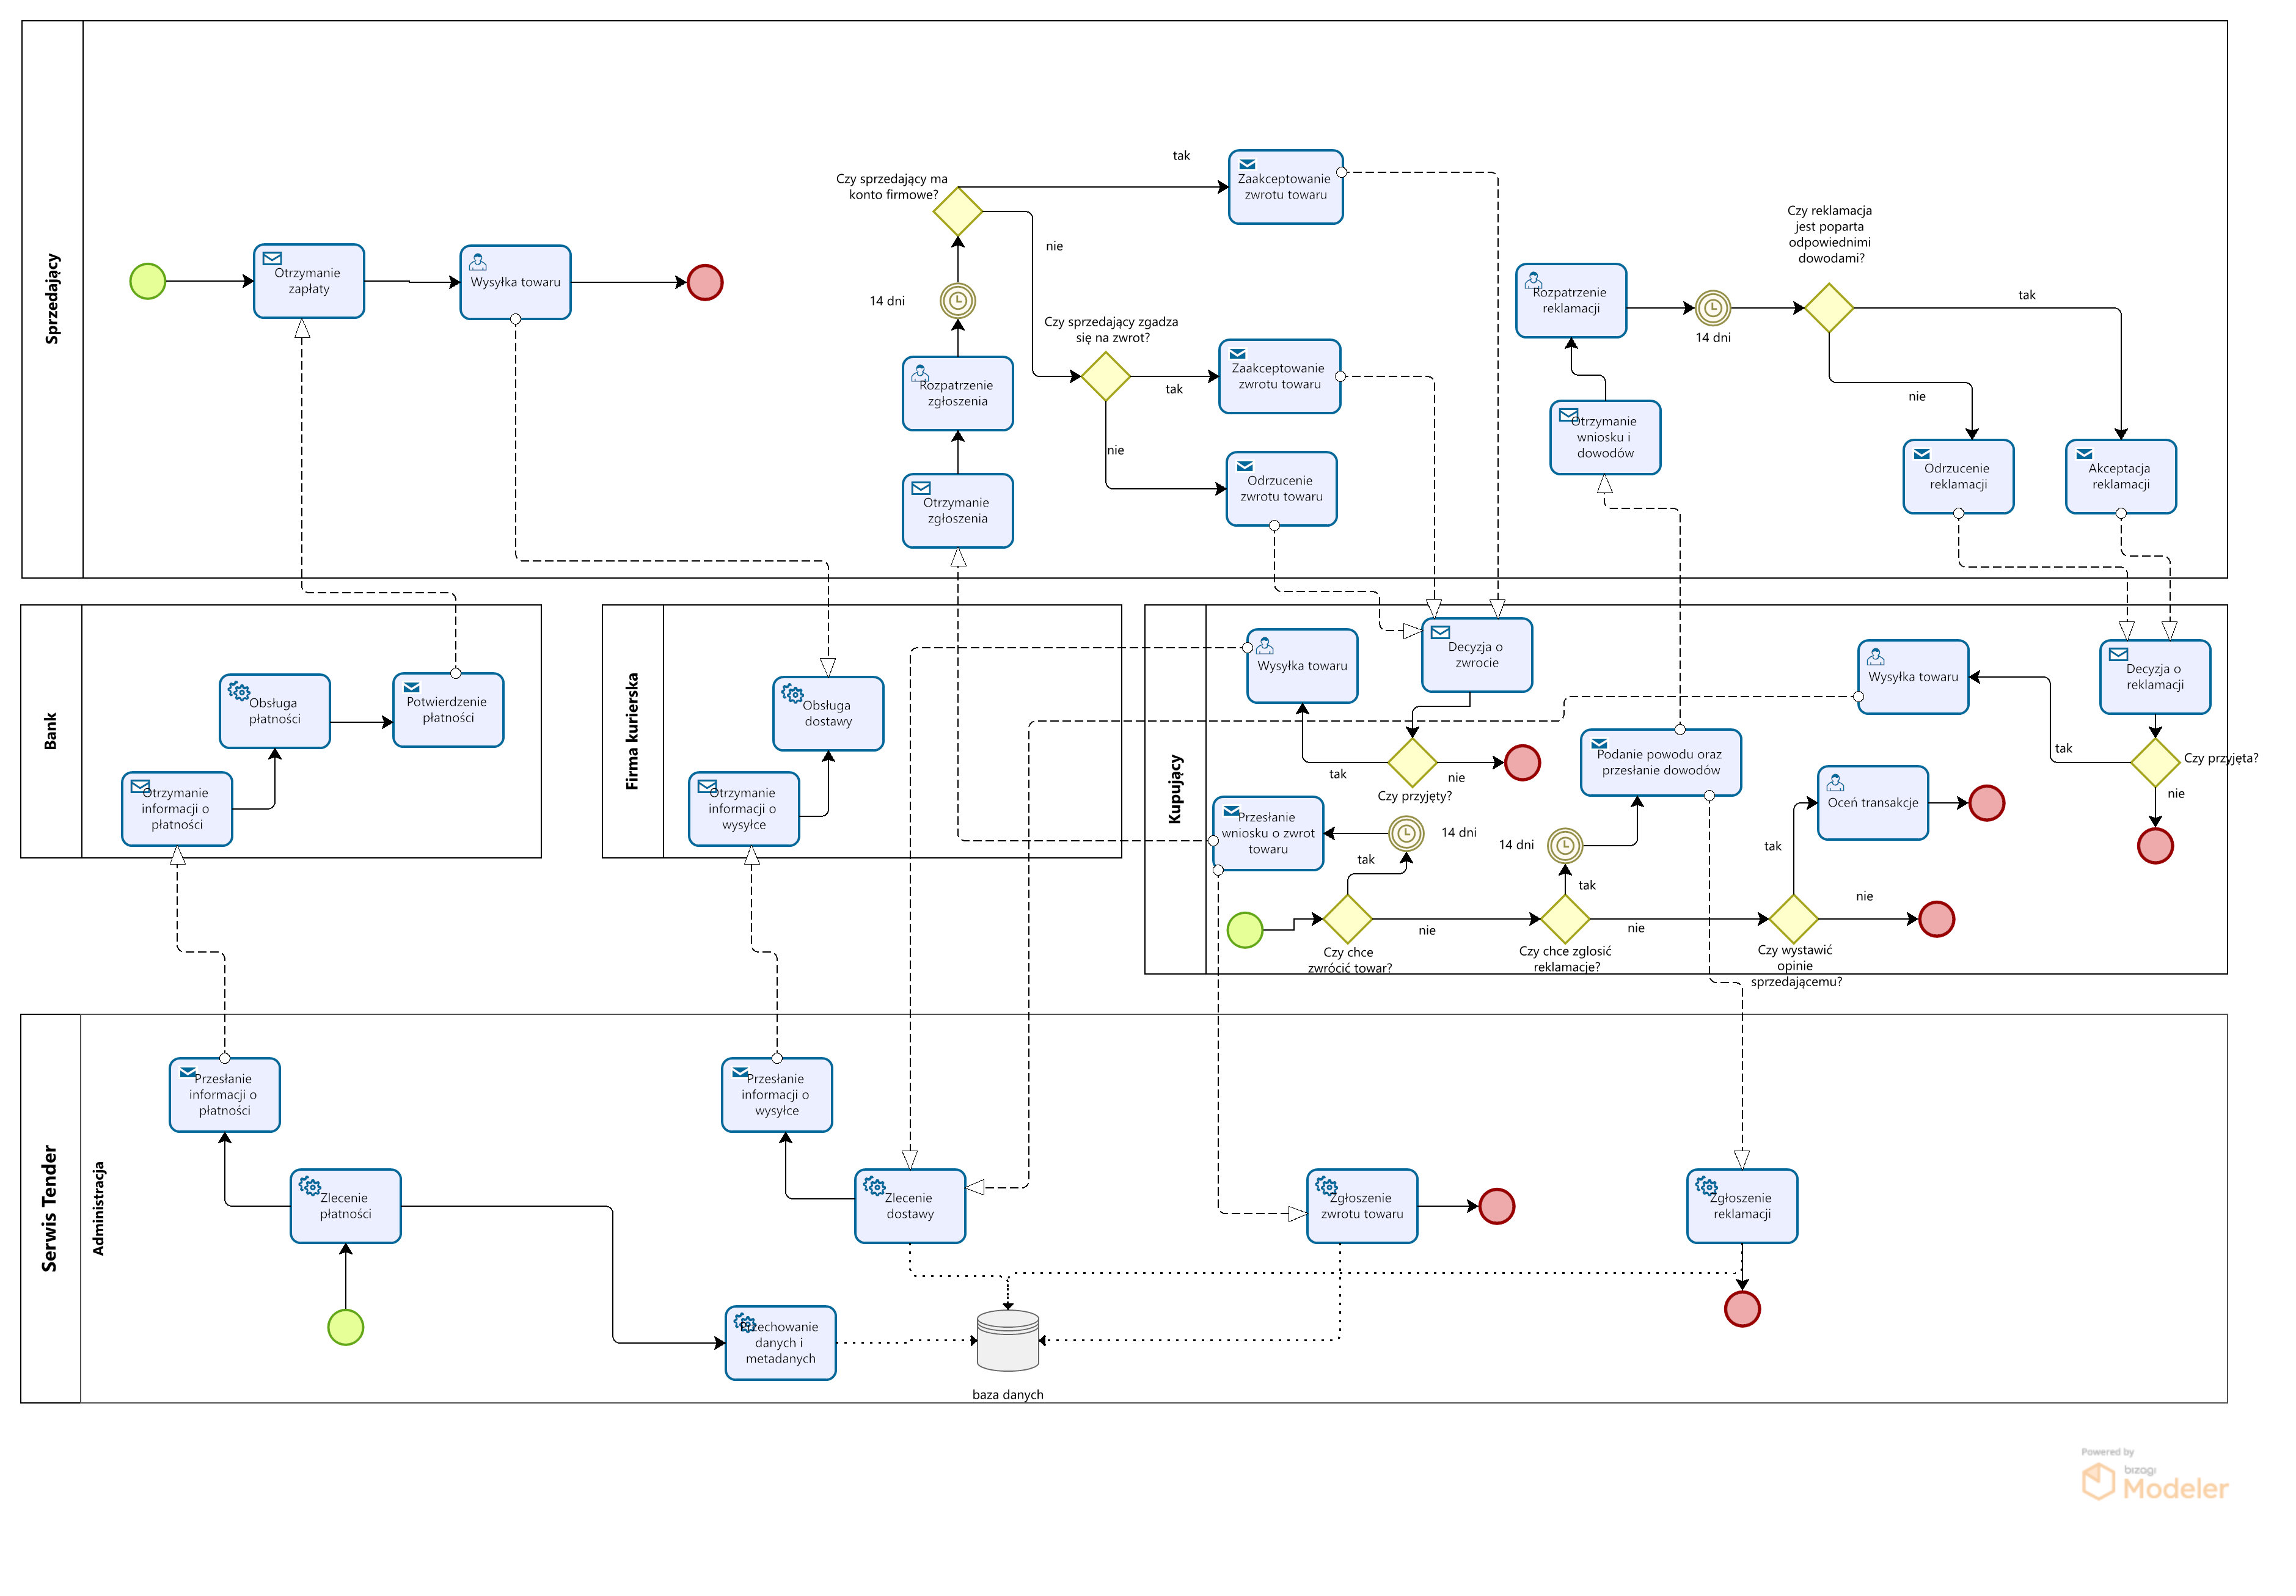 Sprzedający
Otrzymanie
zapłaty
Wysyłka towaru
Czy sprzedający ma
konto firmowe?
tak
nie
14 dni
Rozpatrzenie
zgłoszenia
Otrzymanie
zgłoszenia
Czy sprzedający zgadza
się na zwrot?
tak
nie
Zaakceptowanie
zwrotu towaru
Zaakceptowanie
zwrotu towaru
Odrzucenie
zwrotu towaru
Rozpatrzenie
reklamacji
14 dni
Otrzymanie
wniosku i
dowodów
Czy reklamacja
jest poparta
odpowiednimi
dowodami?
tak
nie
Odrzucenie
reklamacji
Akceptacja
reklamacji
Bank
Obsługa
płatności
Potwierdzenie
płatności
Otrzymanie
informacji o
płatności
Firma kurierska
Obsługa
dostawy
Otrzymanie
informacji o
wysyłce
Kupujący
Wysyłka towaru
Decyzja o
zwrocie
tak
nie
Czy przyjęty?
Przesłanie
wniosku o zwrot
towaru
14 dni
tak
Czy chce
zwrócić towar?
nie
14 dni
tak
Czy chce zglosić
reklamacje?
nie
Podanie powodu oraz
przesłanie dowodów
Wysyłka towaru
Decyzja o
reklamacji
tak
Czy przyjęta?
nie
Oceń transakcje
tak
nie
Czy wystawić
opinie
sprzedającemu?
Serwis Tender
Administracja
Przesłanie
informacji o
płatności
Zlecenie
płatności
Przesłanie
informacji o
wysyłce
Zlecenie
dostawy
Przechowanie
danych i
metadanych
baza danych
Zgłoszenie
zwrotu towaru
Zgłoszenie
reklamacji
Powered by
bizagi
Modeler